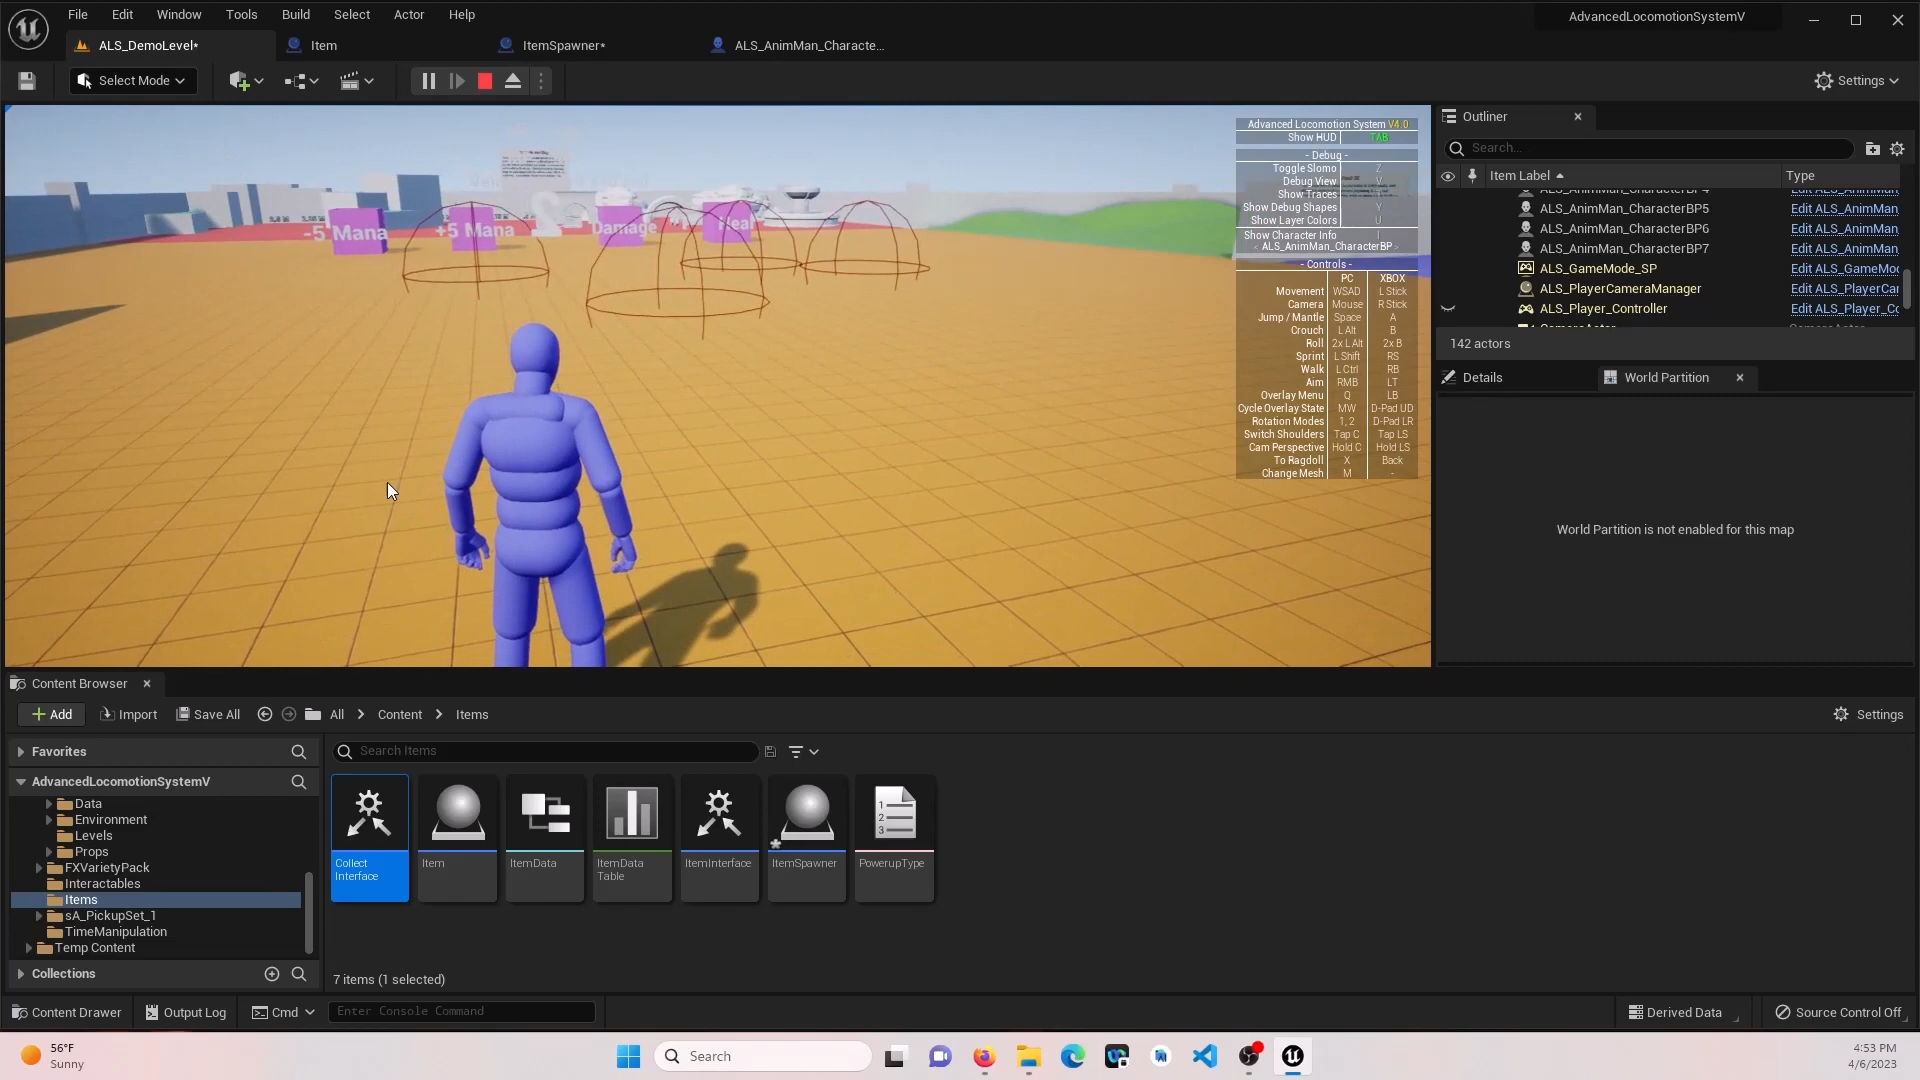 File Edit Window Tools Build Select Actor Help
AdvancedLocomotionSystemV
ALS_DemoLevel* Item ItemSpawner* ALS_AnimMan_Characte...
Select Mode Settings
-5 Mana +5 Mana Damage Heal
Advanced Locomotion System V4.0
Show HUD TAB
- Debug -
Toggle Slomo Z
Debug View V
Show Traces T
Show Debug Shapes Y
Show Layer Colors U
Show Character Info I
< ALS_AnimMan_CharacterBP >
- Controls -
PC XBOX
Movement WSAD L Stick
Camera Mouse R Stick
Jump / Mantle Space A
Crouch L Alt B
Roll 2x L Alt 2x B
Sprint L Shift RS
Walk L Ctrl RB
Aim RMB LT
Overlay Menu Q LB
Cycle Overlay State MW D-Pad UD
Rotation Modes 1, 2 D-Pad LR
Switch Shoulders Tap C Tap LS
Cam Perspective Hold C Hold LS
To Ragdoll X Back
Change Mesh M -
Outliner
Search...
Item Label Type
ALS_AnimMan_CharacterBP5 Edit ALS_AnimMan
ALS_AnimMan_CharacterBP6 Edit ALS_AnimMan
ALS_AnimMan_CharacterBP7 Edit ALS_AnimMan
ALS_GameMode_SP Edit ALS_GameMo
ALS_PlayerCameraManager Edit ALS_PlayerCar
ALS_Player_Controller Edit ALS_Player_Co
142 actors
Details World Partition
World Partition is not enabled for this map
Content Browser
Add Import Save All All Content Items Settings
Favorites
AdvancedLocomotionSystemV
Data
Environment
Levels
Props
FXVarietyPack
Interactables
Items
sA_PickupSet_1
TimeManipulation
Temp Content
Collections
Search Items
Collect
Interface
Item
ItemData
ItemData
Table
ItemInterface
ItemSpawner
PowerupType
1
2
3
7 items (1 selected)
Content Drawer Output Log Cmd Enter Console Command Derived Data Source Control Off
56°F
Sunny
Search
4:53 PM
4/6/2023